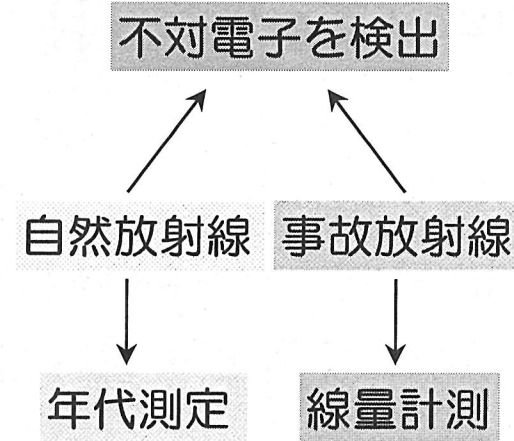 不対電子を検出
自然放射線
事故放射線
年代測定
線量計測